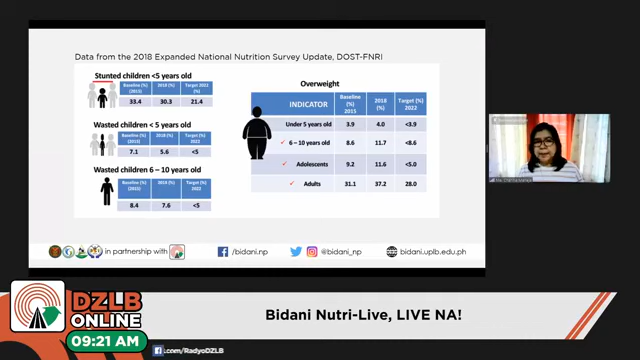 Data from the 2018 Expanded National Nutrition Survey Update, DOST-FNRI
Stunted children <5 years old
Baseline (%) (2015) 2018 (%) Target 2022 (%)
33.4 30.3 21.4
Wasted children < 5 years old
Baseline (%) 2018 (%) Target (%)
7.1 5.6 <5
Wasted children 6 – 10 years old
Baseline (%) 2018 (%) Target (%) 2022
8.4 7.6 <5
Overweight
INDICATOR Baseline (%) 2015 2018 (%) Target (%) 2022
Under 5 years old 3.9 4.0 <3.9
✓ 6 – 10 years old 8.6 11.7 <8.6
✓ Adolescents 9.2 11.6 <5.0
✓ Adults 31.1 37.2 28.0
in partnership with
/bidani.np
@bidani_np
bidani.uplb.edu.ph
DZLB
ONLINE
09:21 AM
Bidani Nutri-Live, LIVE NA!
.com/RadyoDZLB